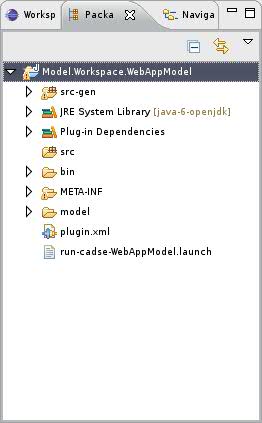 Worksp
Packa
Naviga
Model.Workspace.WebAppModel
src-gen
JRE System Library [java-6-openjdk]
Plug-in Dependencies
src
bin
META-INF
model
plugin.xml
run-cadse-WebAppModel.launch